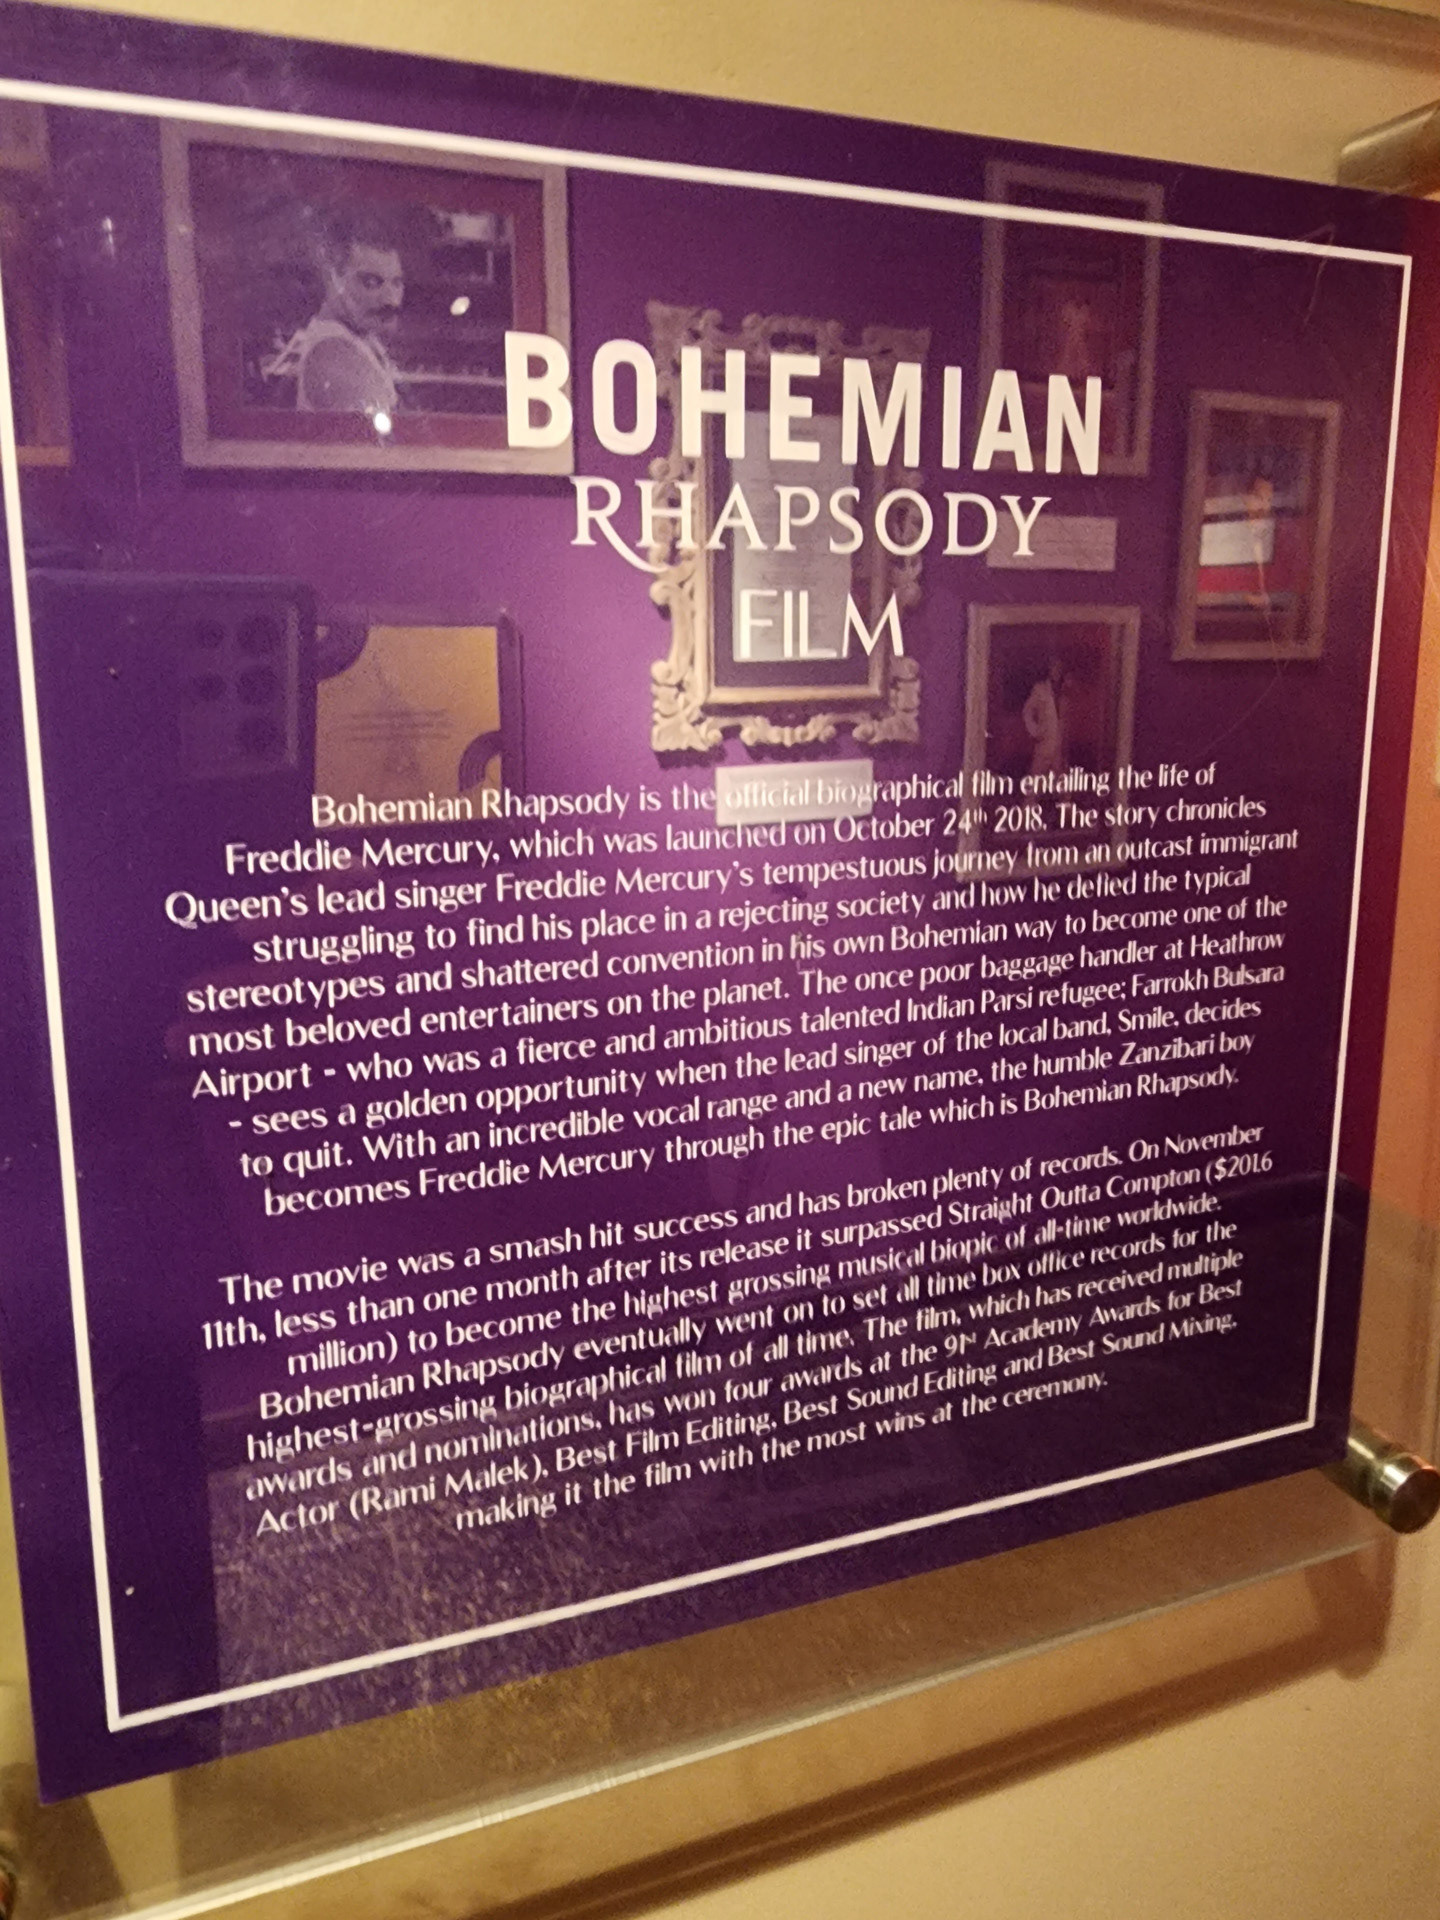 BOHEMIAN
RHAPSODY
FILM
Bohemian Rhapsody is the official biographical film entailing the life of
Freddie Mercury, which was launched on October 24th 2018. The story chronicles
Queen's lead singer Freddie Mercury's tempestuous journey from an outcast immigrant
struggling to find his place in a rejecting society and how he defied the typical
stereotypes and shattered convention in his own Bohemian way to become one of the
most beloved entertainers on the planet. The once poor baggage handler at Heathrow
Airport - who was a fierce and ambitious talented Indian Parsi refugee; Farrokh Bulsara
- sees a golden opportunity when the lead singer of the local band, Smile, decides
to quit. With an incredible vocal range and a new name, the humble Zanzibari boy
becomes Freddie Mercury through the epic tale which is Bohemian Rhapsody.
The movie was a smash hit success and has broken plenty of records. On November
11th, less than one month after its release it surpassed Straight Outta Compton ($201.6
million) to become the highest grossing musical biopic of all-time worldwide.
Bohemian Rhapsody eventually went on to set all time box office records for the
highest-grossing biographical film of all time. The film, which has received multiple
awards and nominations, has won four awards at the 91st Academy Awards for Best
Actor (Rami Malek), Best Film Editing, Best Sound Editing and Best Sound Mixing,
making it the film with the most wins at the ceremony.